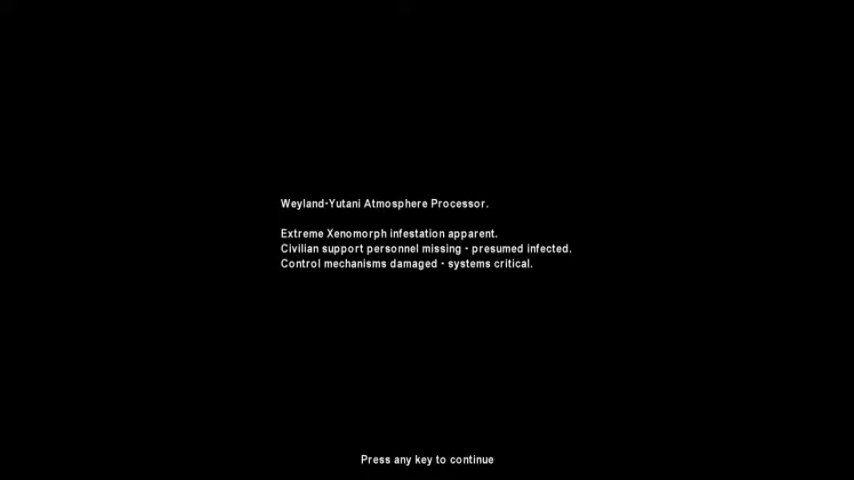 Weyland-Yutani Atmosphere Processor.
Extreme Xenomorph infestation apparent.
Civilian support personnel missing - presumed infected.
Control mechanisms damaged - systems critical.
Press any key to continue